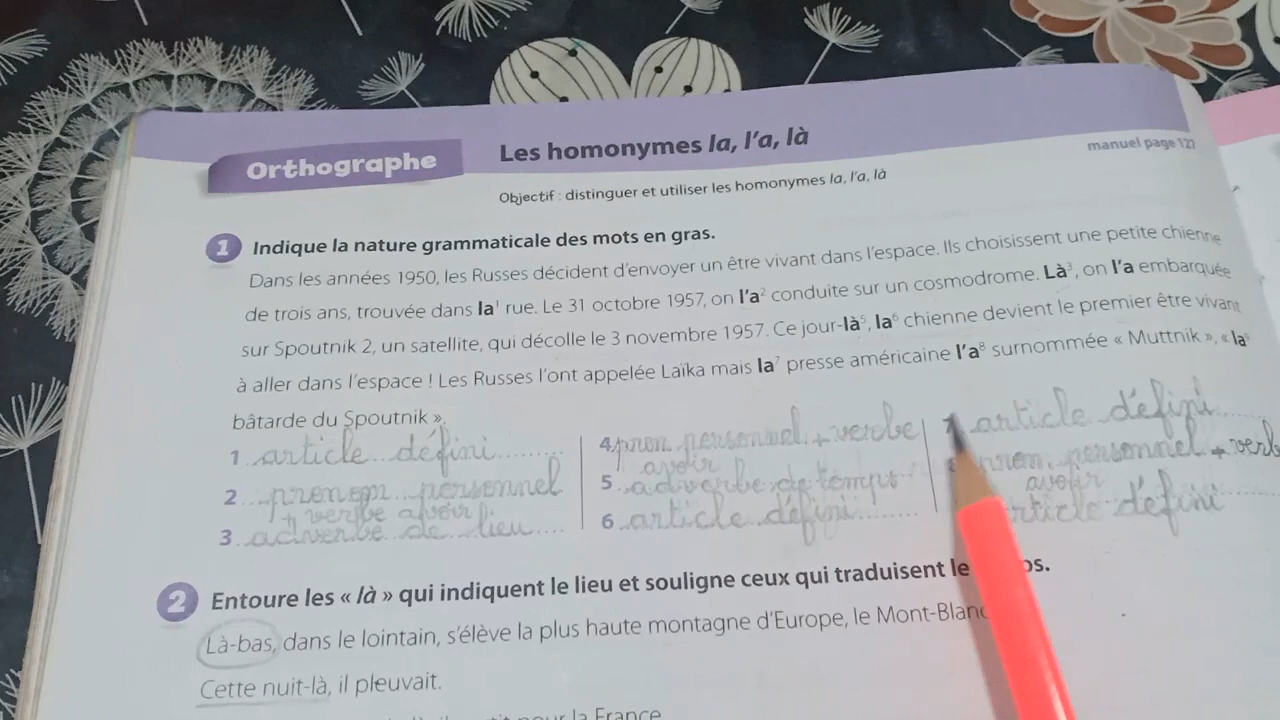 Orthographe
Les homonymes la, l'a, là
manuel page 127
Objectif : distinguer et utiliser les homonymes la, l'a, là
1 Indique la nature grammaticale des mots en gras.
Dans les années 1950, les Russes décident d'envoyer un être vivant dans l'espace. Ils choisissent une petite chienne
de trois ans, trouvée dans la¹ rue. Le 31 octobre 1957, on l'a² conduite sur un cosmodrome. Là³, on l'a embarquée
sur Spoutnik 2, un satellite, qui décolle le 3 novembre 1957. Ce jour-là⁵, la⁶ chienne devient le premier être vivant
à aller dans l'espace ! Les Russes l'ont appelée Laïka mais la⁷ presse américaine l'a⁸ surnommée « Muttnik », « la⁹
bâtarde du Spoutnik ».
1 article défini
2 pronom personnel
+ verbe avoir
3 adverbe de lieu
4 pron personnel + verbe
avoir
5 adverbe de temps
6 article défini
article défini
pron. personnel + verb
avoir
article défini
2 Entoure les « là » qui indiquent le lieu et souligne ceux qui traduisent le
Là-bas, dans le lointain, s'élève la plus haute montagne d'Europe, le Mont-Blanc
Cette nuit-là, il pleuvait.
pour la France